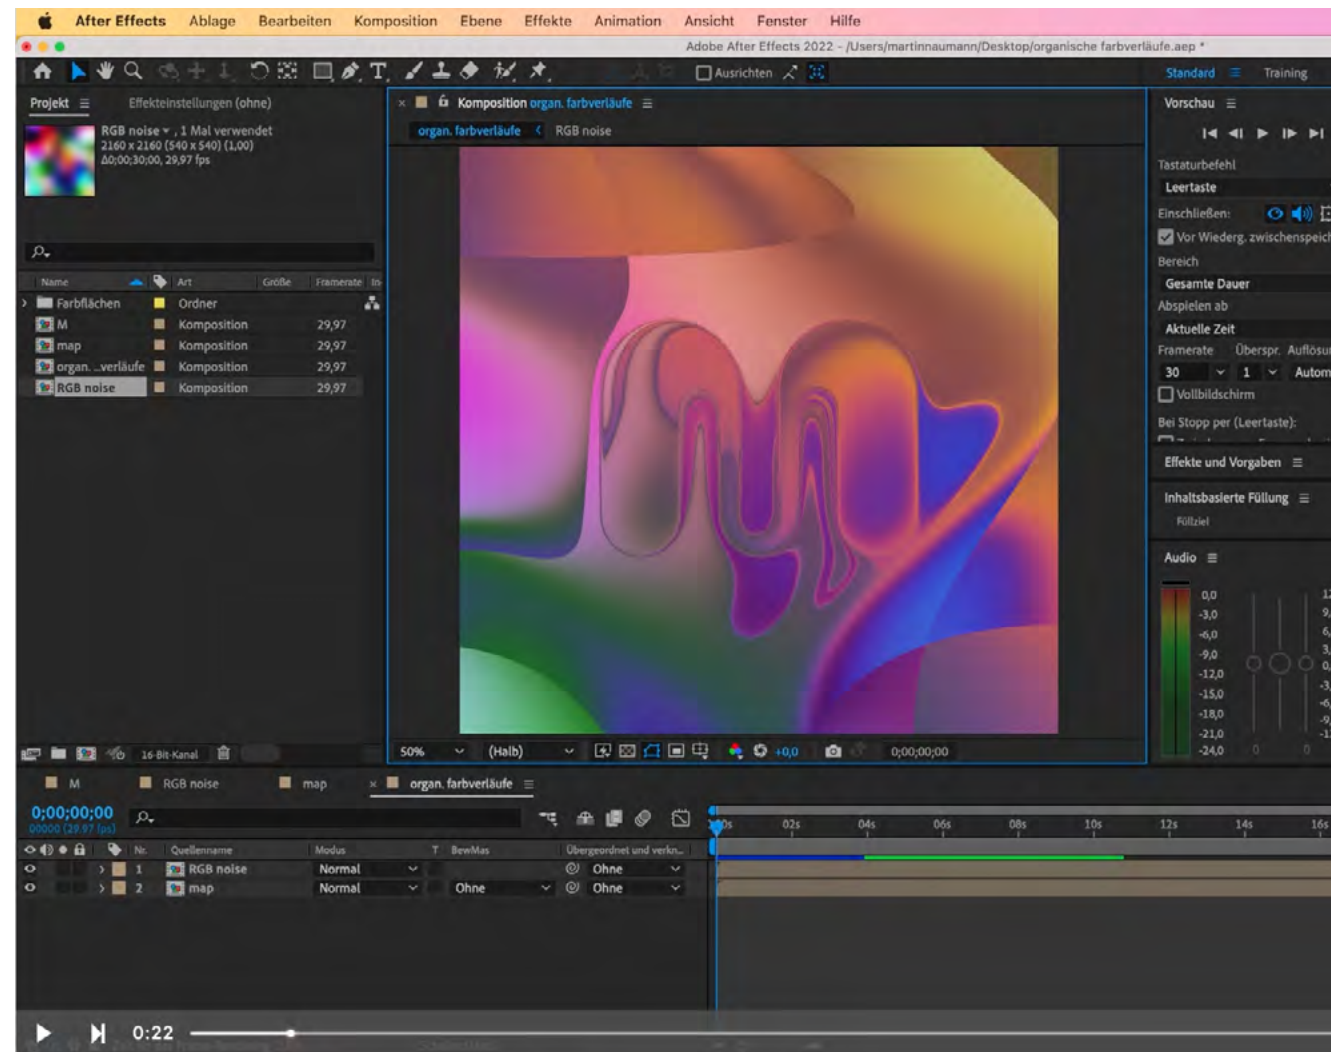 After Effects Ablage Bearbeiten Komposition Ebene Effekte Animation Ansicht Fenster Hilfe
Adobe After Effects 2022 - /Users/martinnaumann/Desktop/organische farbverläufe.aep *
T
Ausrichten
Standard
Training
Projekt
Effekteinstellungen (ohne)
RGB noise , 1 Mal verwendet
2160 x 2160 (540 x 540) (1,00)
Δ0;00;30;00, 29,97 fps
Name Art Größe Framerate In-
Farbflächen Ordner
M Komposition 29,97
map Komposition 29,97
organ. ...verläufe Komposition 29,97
RGB noise Komposition 29,97
16-Bit-Kanal
Komposition organ. farbverläufe
organ. farbverläufe RGB noise
50% (Halb) +0,0 0;00;00;00
Vorschau
Tastaturbefehl
Leertaste
Einschließen:
Vor Wiederg. zwischenspeich
Bereich
Gesamte Dauer
Abspielen ab
Aktuelle Zeit
Framerate Überspr. Auflösu
30 1 Autom
Vollbildschirm
Bei Stopp per (Leertaste):
Effekte und Vorgaben
Inhaltsbasierte Füllung
Füllziel
Audio
0,0
-3,0
-6,0
-9,0
-12,0
-15,0
-18,0
-21,0
-24,0
0 0
M RGB noise map organ. farbverläufe
0;00;00;00
00000 (29.97 fps)
Nr. Quellenname Modus T BewMas Übergeordnet und verkn...
1 RGB noise Normal Ohne
2 map Normal Ohne Ohne
02s 04s 06s 08s 10s 12s 14s 16s
0:22